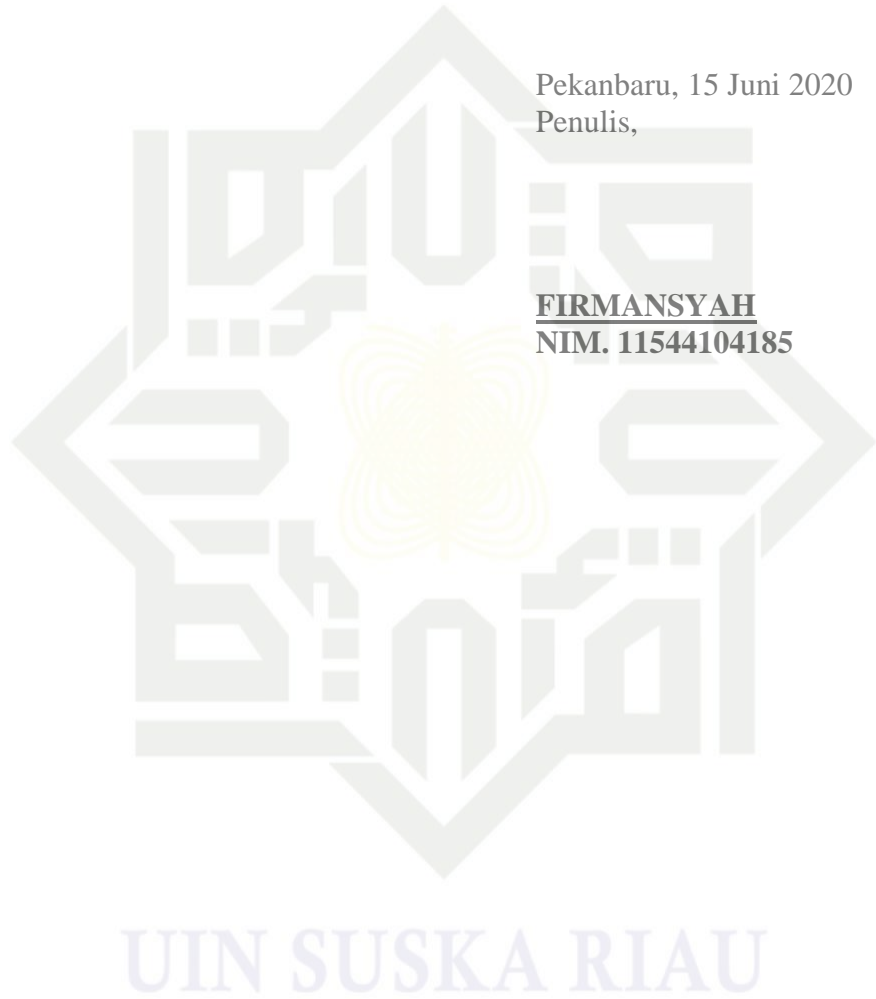 Pekanbaru, 15 Juni 2020
Penulis,
FIRMANSYAH
NIM. 11544104185
UIN SUSKA RIAU